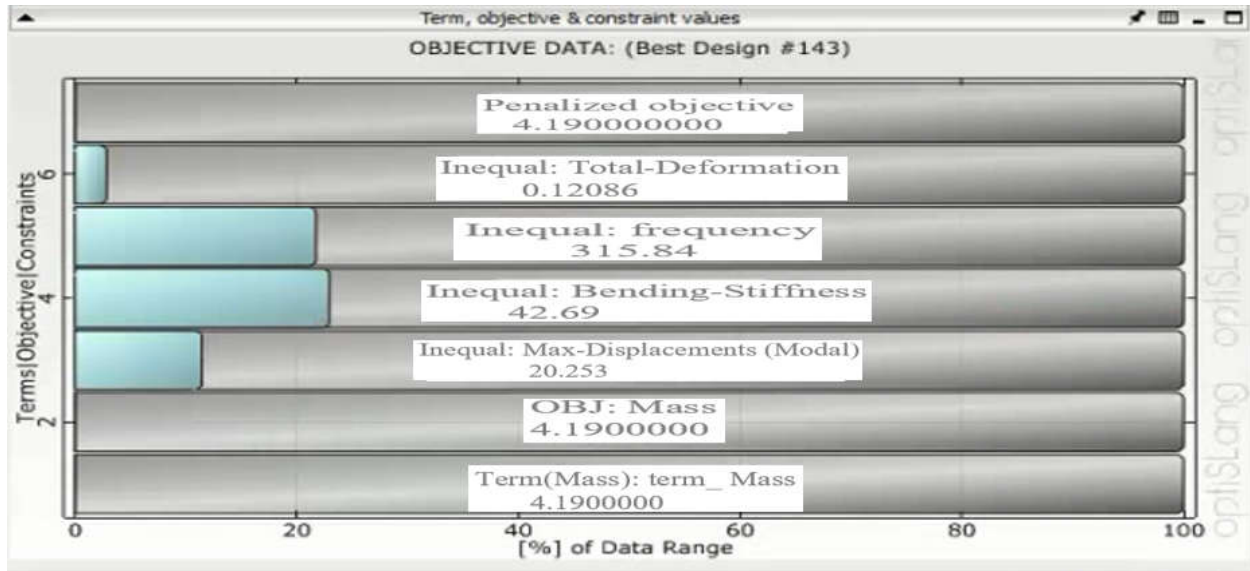 Term, objective & constraint values
OBJECTIVE DATA: (Best Design #143)
Penalized objective
4.190000000
Inequal: Total-Deformation
0.12086
Inequal: frequency
315.84
Inequal: Bending-Stiffness
42.69
Inequal: Max-Displacements (Modal)
20.253
OBJ: Mass
4.1900000
Term(Mass): term_ Mass
4.1900000
Terms|Objective|Constraints
6
4
2
0 20 40 60 80 100
[%] of Data Range
optiSLang optiSLang optiSLan